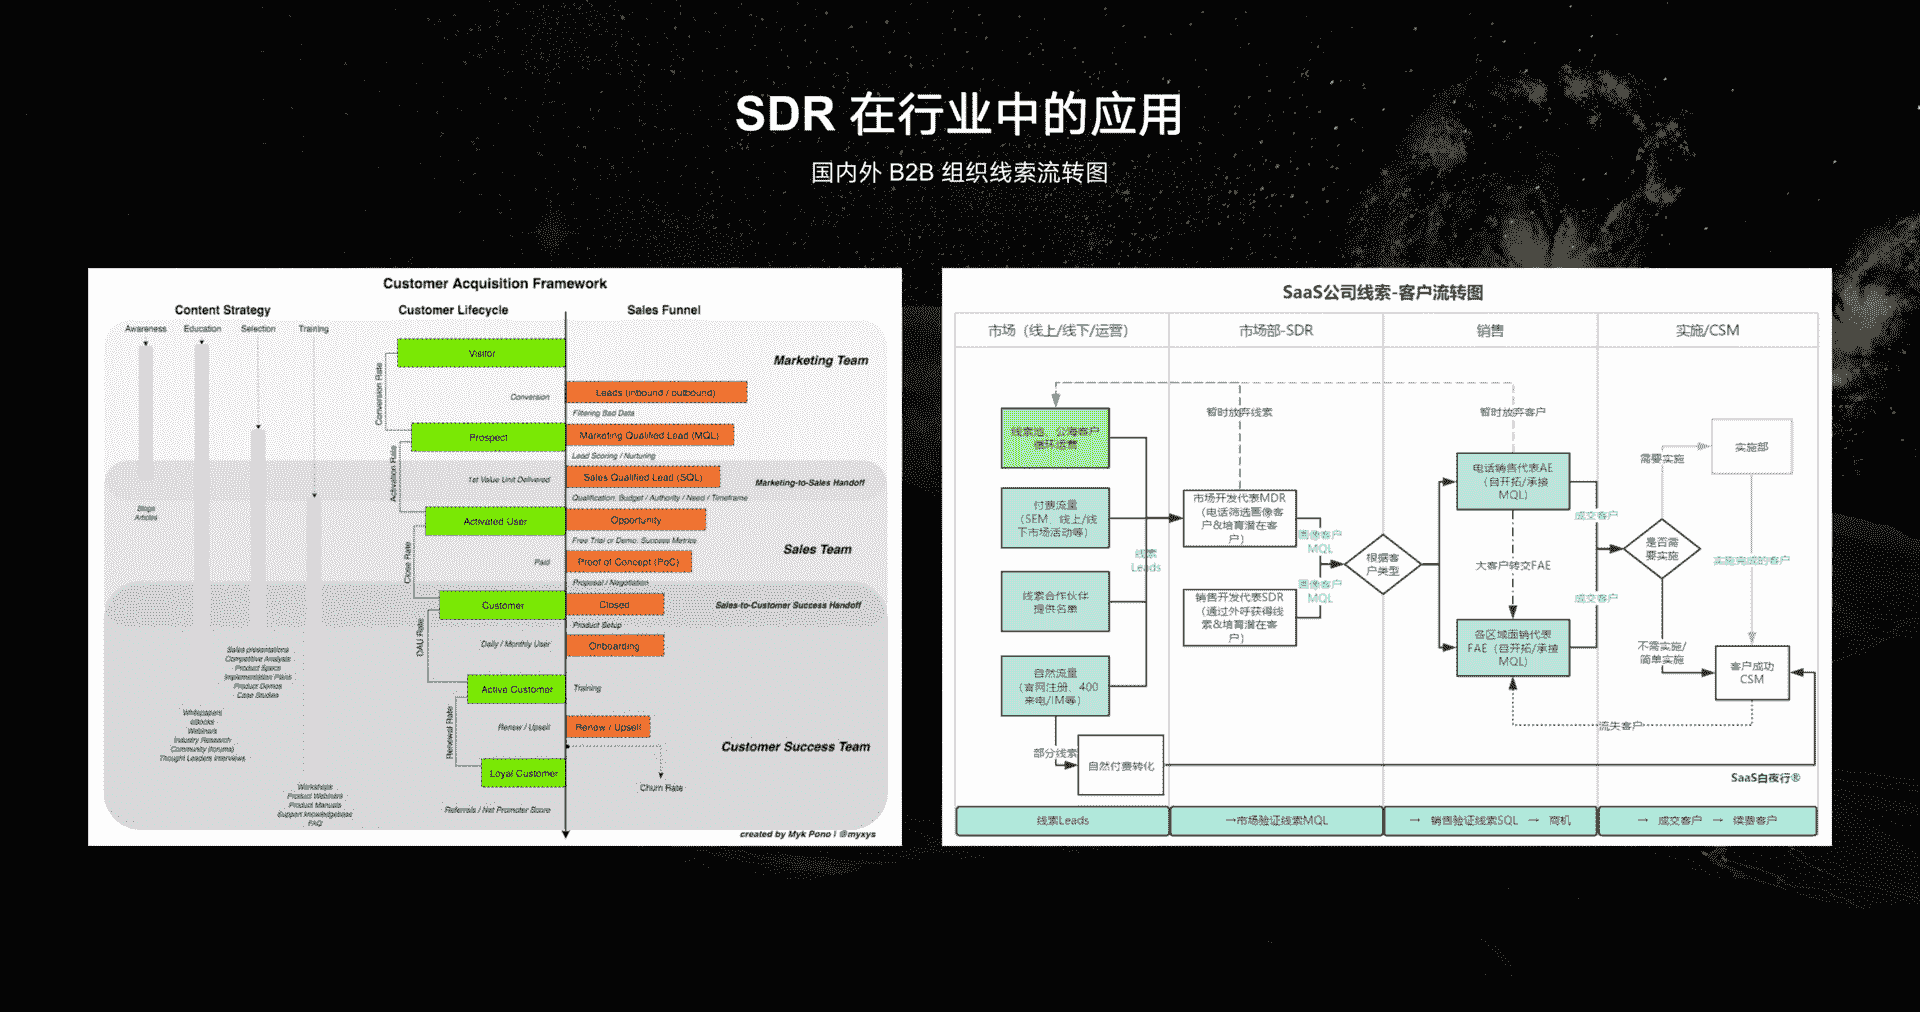 SDR 在行业中的应用
国内外 B2B 组织线索流转图
Customer Acquisition Framework
Content Strategy
Customer Lifecycle
Sales Funnel
Awareness
Education
Selection
Training
Visitor
Marketing Team
Conversion Rate
Conversion
Leads (inbound / outbound)
Filtering Bad Data
Prospect
Marketing Qualified Lead (MQL)
Lead Scoring / Nurturing
Activation Rate
1st Value Unit Delivered
Sales Qualified Lead (SQL)
Marketing-to-Sales Handoff
Qualification: Budget / Authority / Need / Timeframe
Blogs
Articles
Activated User
Opportunity
Free Trial or Demo: Success Metrics
Sales Team
Close Rate
Paid
Proof of Concept (PoC)
Proposal / Negotiation
Customer
Closed
Sales-to-Customer Success Handoff
Product Setup
DAU Rate
Daily / Monthly User
Onboarding
Sales presentations
Competitive Analysis
Product Specs
Implementation Plans
Product Demos
Case Studies
Active Customer
Training
Whitepapers
eBooks
Webinars
Industry Research
Community (forums)
Thought Leaders Interviews
Renewal Rate
Renew / Upsell
Renew / Upsell
Customer Success Team
Loyal Customer
Churn Rate
Workshops
Product Webinars
Product Manuals
Support knowledgebase
FAQ
Referrals / Net Promoter Score
created by Myk Pono | @myxys
SaaS公司线索-客户流转图
市场（线上/线下/运营）
市场部-SDR
销售
实施/CSM
暂时放弃线索
暂时放弃客户
线索池、公海客户
循环运营
付费流量
（SEM、线上/线
下市场活动等）
线索合作伙伴
提供名单
自然流量
（官网注册、400
来电/IM等）
线索
Leads
部分线索
自然付费转化
市场开发代表MDR
（电话筛选画像客
户&培育潜在客
户）
销售开发代表SDR
（通过外呼获得线
索&培育潜在客
户）
画像客户
MQL
画像客户
MQL
根据客
户类型
电话销售代表AE
（自开拓/承接
MQL）
大客户转交FAE
各区域面销代表
FAE（自开拓/承接
MQL）
成交客户
成交客户
是否需
要实施
需要实施
实施部
实施完成的客户
不需实施/
简单实施
客户成功
CSM
流失客户
SaaS白夜行®
线索Leads
→市场验证线索MQL
→ 销售验证线索SQL → 商机
→ 成交客户 → 续费客户